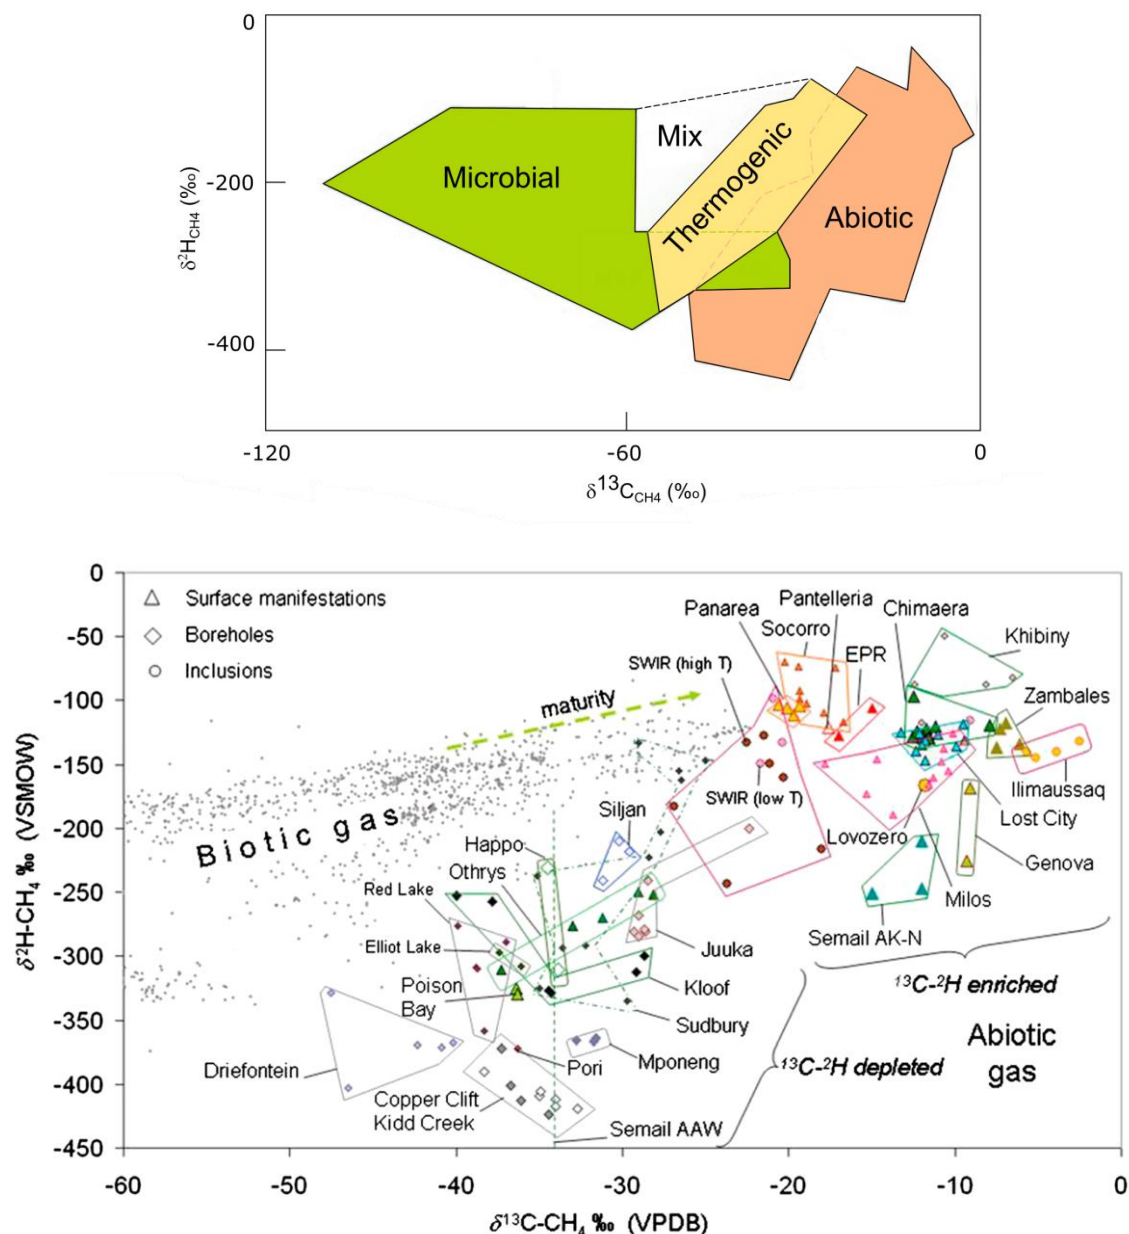 0
Mix
Microbial
Thermogenic
-200
Abiotic
δ²H_CH4 (‰)
-400
-120
-60
0
δ¹³C_CH4 (‰)
0
Surface manifestations
Boreholes
Inclusions
-50
Panarea
Pantelleria
Socorro
Chimaera
EPR
Khibiny
SWIR (high T)
maturity
Zambales
-100
-150
SWIR (low T)
Ilimaussaq
Lost City
Lovozero
Siljan
Biotic gas
-200
Genova
Happo
Othrys
Red Lake
Milos
-250
Semail AK-N
Elliot Lake
Juuka
-300
Poison
Bay
Kloof
¹³C-²H enriched
Sudbury
-350
Abiotic
gas
¹³C-²H depleted
Driefontein
Pori
Mponeng
-400
Copper Clift
Kidd Creek
Semail AAW
-450
δ²H-CH₄ ‰ (VSMOW)
-60
-50
-40
-30
-20
-10
0
δ¹³C-CH₄ ‰ (VPDB)